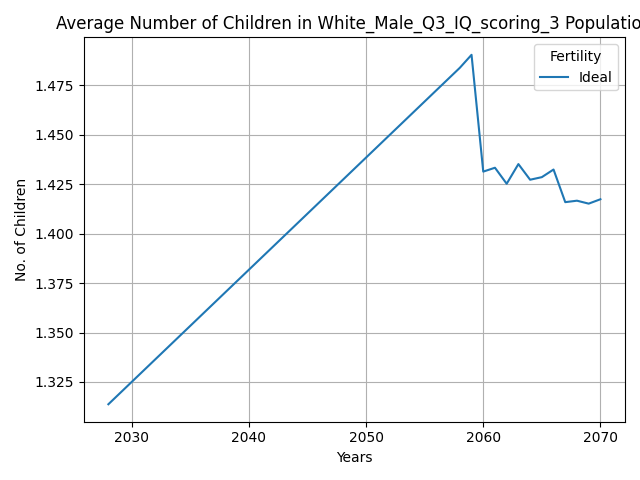 Average Number of Children in White_Male_Q3_IQ_scoring_3 Populatio
Fertility
Ideal
No. of Children
1.475
1.450
1.425
1.400
1.375
1.350
1.325
2030 2040 2050 2060 2070
Years